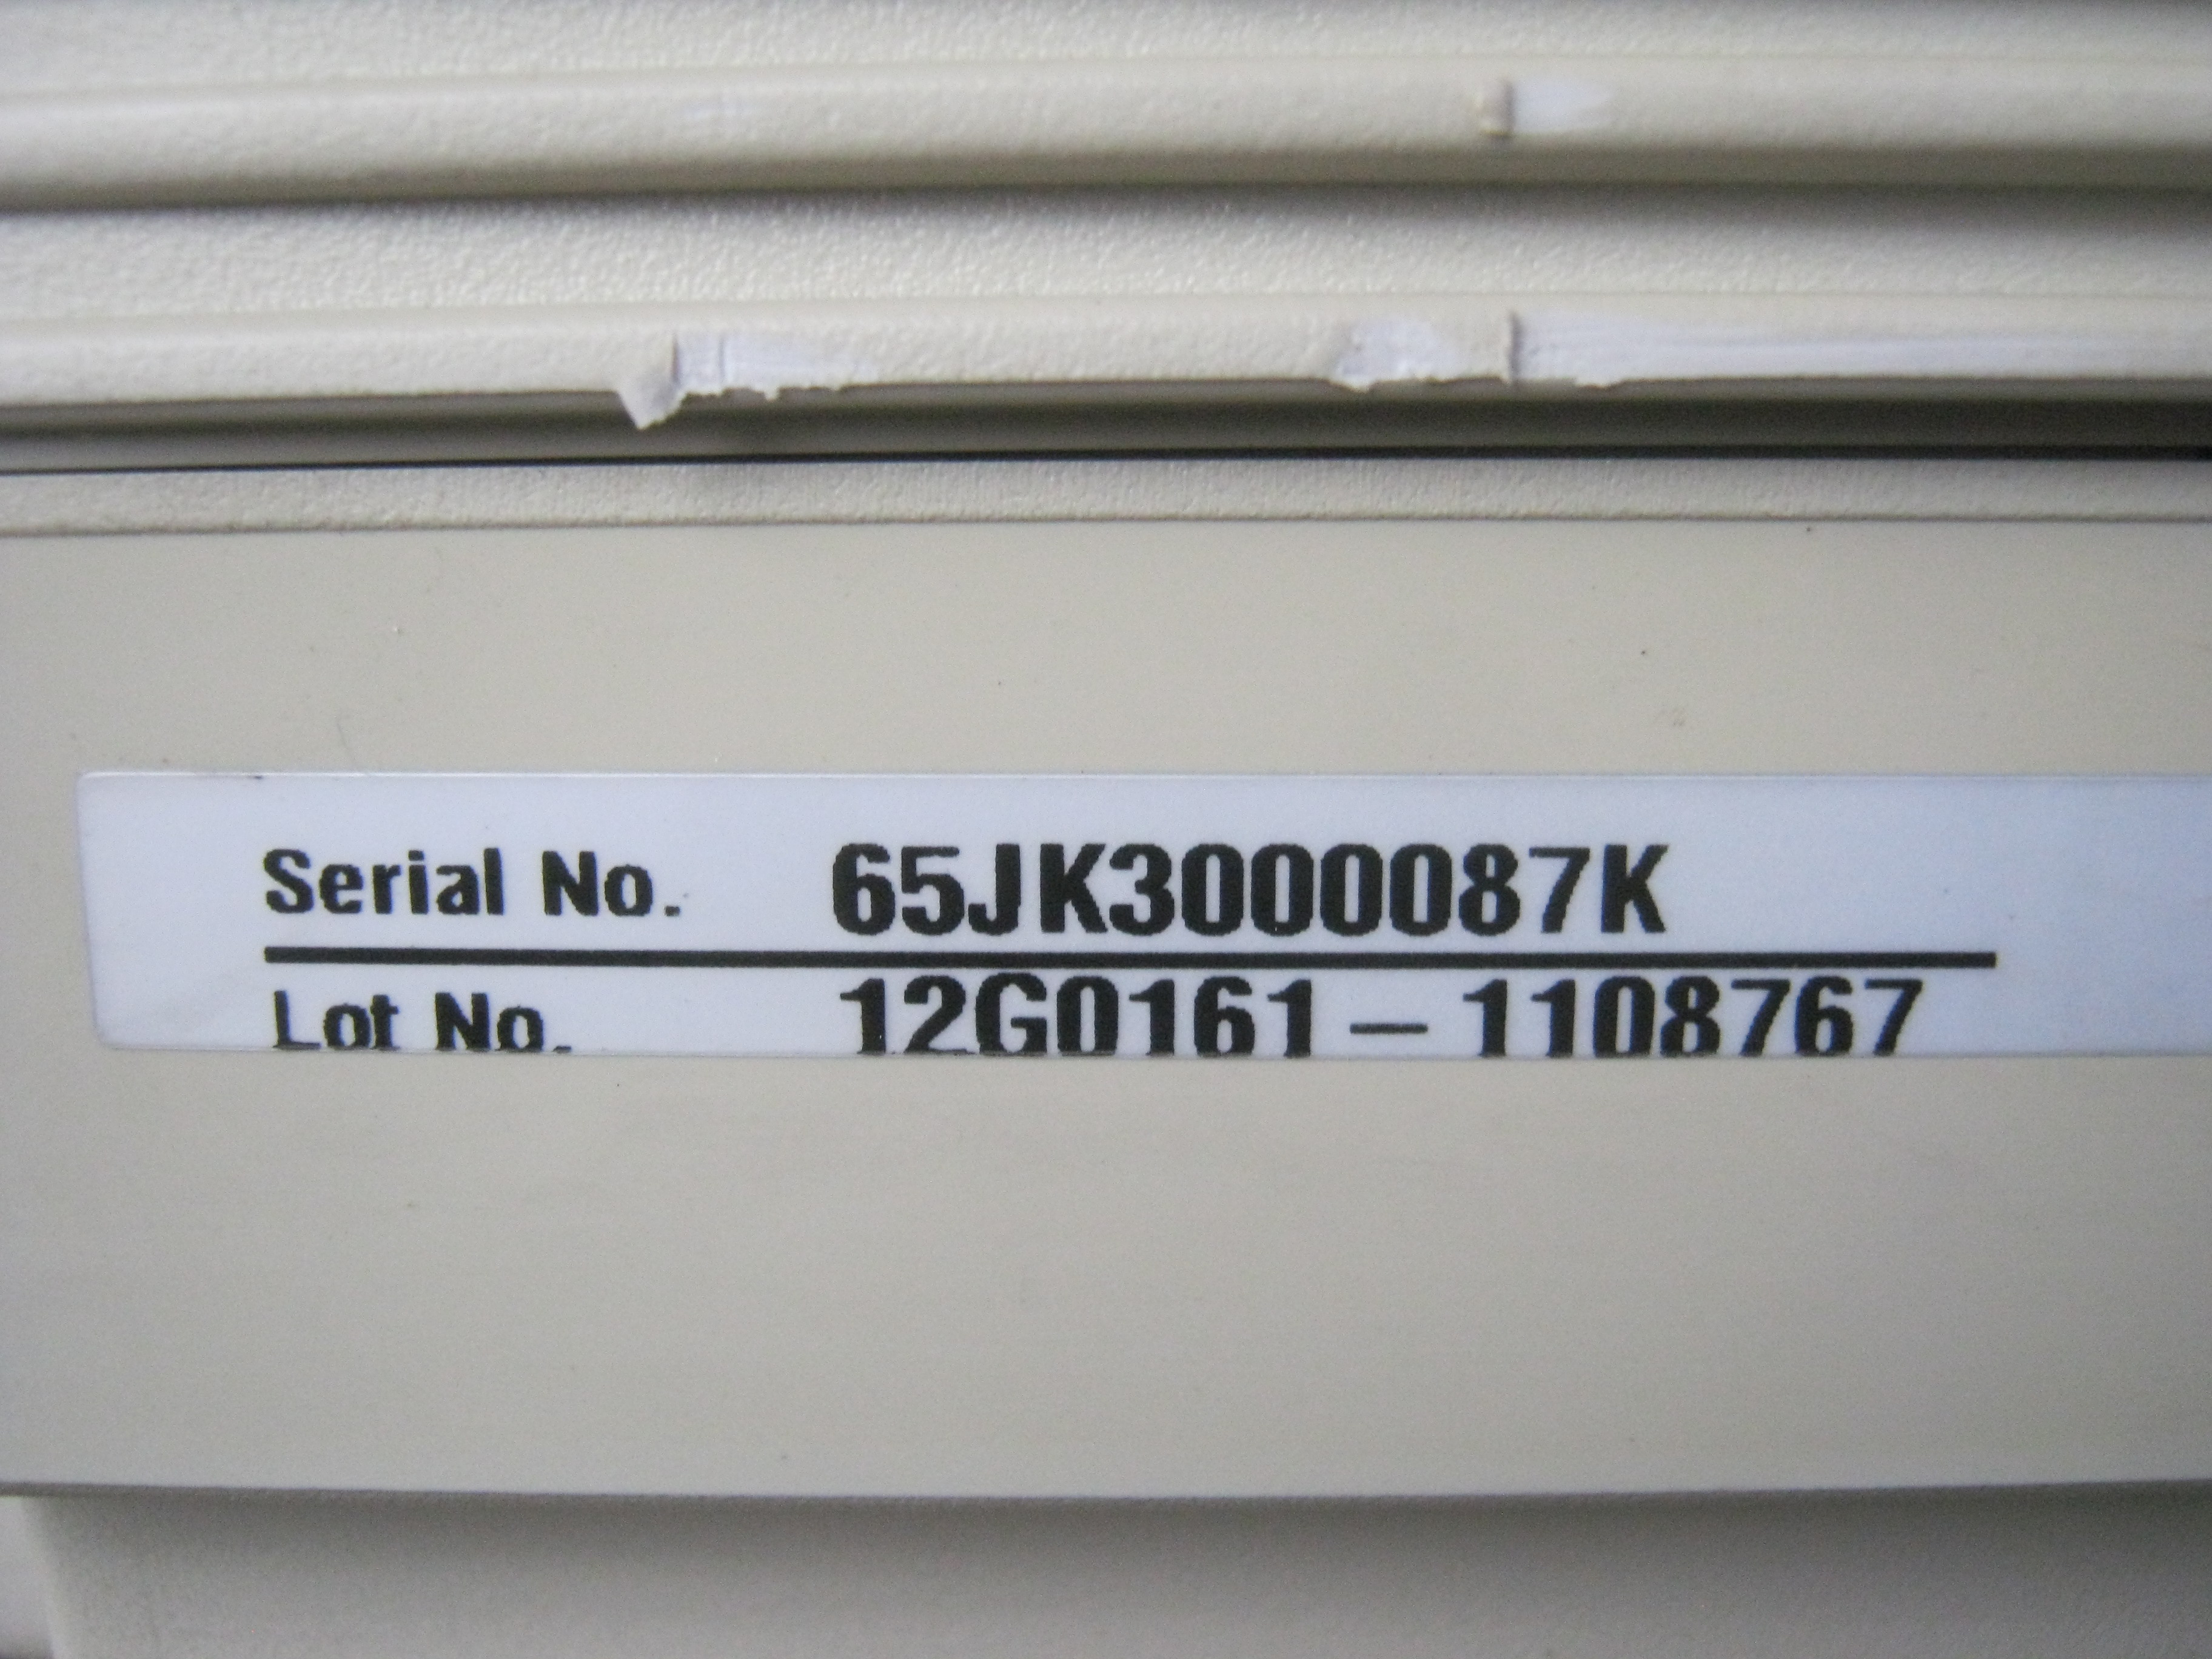 Serial No. 65JK3000087K
Lot No. 12G0161-1108767